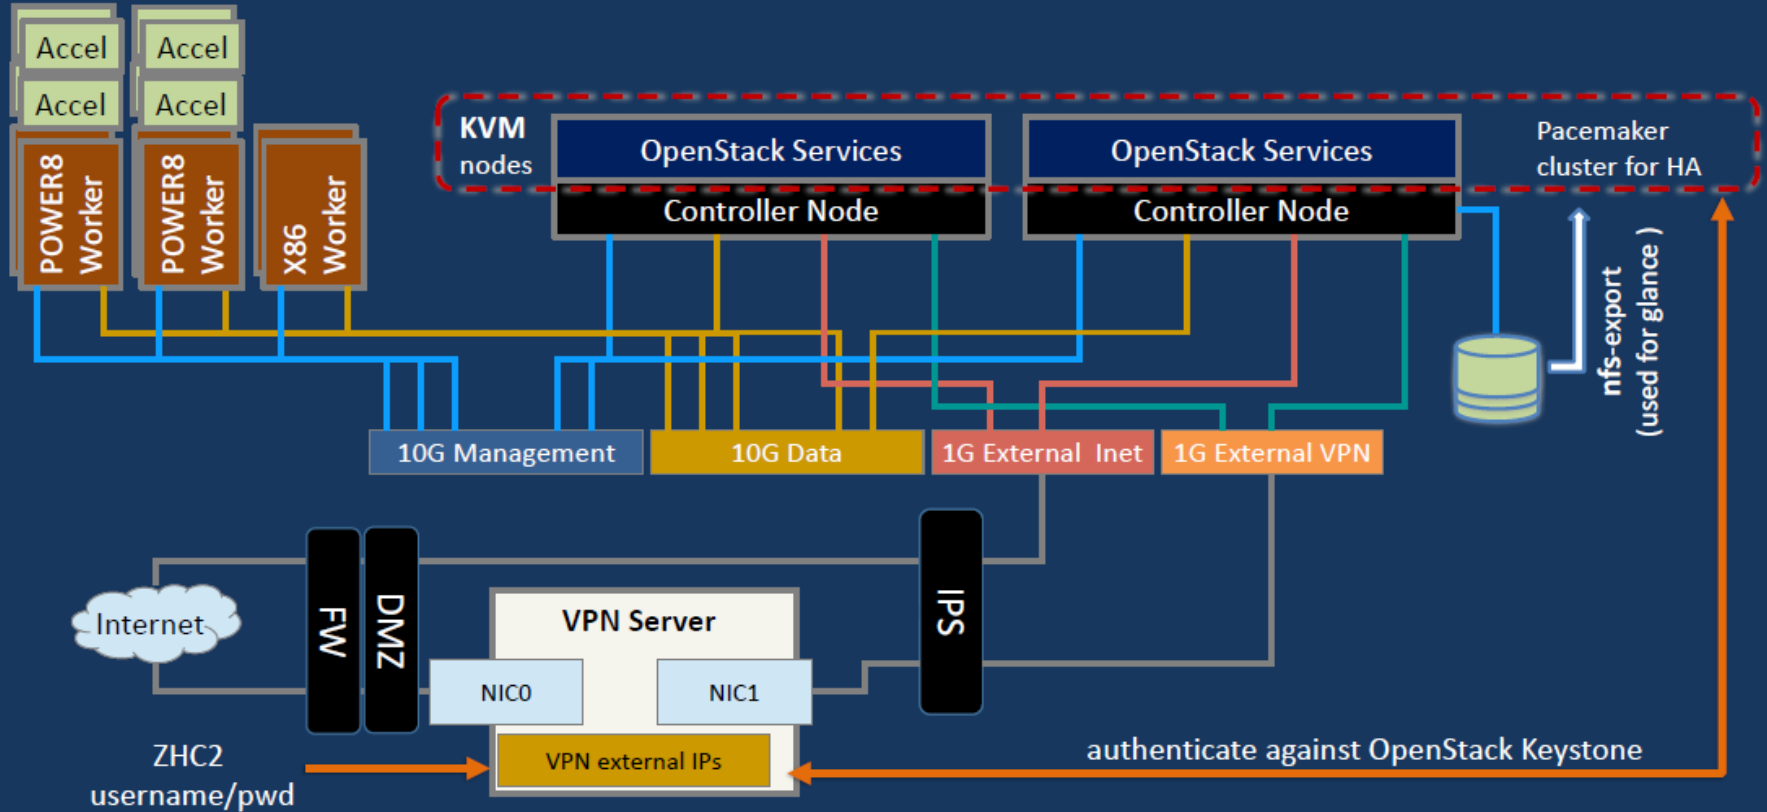 Accel
Accel
Accel
Accel
POWER8
Worker
POWER8
Worker
X86
Worker
KVM
nodes
OpenStack Services
Controller Node
OpenStack Services
Controller Node
Pacemaker
cluster for HA
nfs-export
(used for glance )
10G Management
10G Data
1G External Inet
1G External VPN
Internet
FW
DMZ
VPN Server
NIC0
NIC1
VPN external IPs
IPS
ZHC2
username/pwd
authenticate against OpenStack Keystone